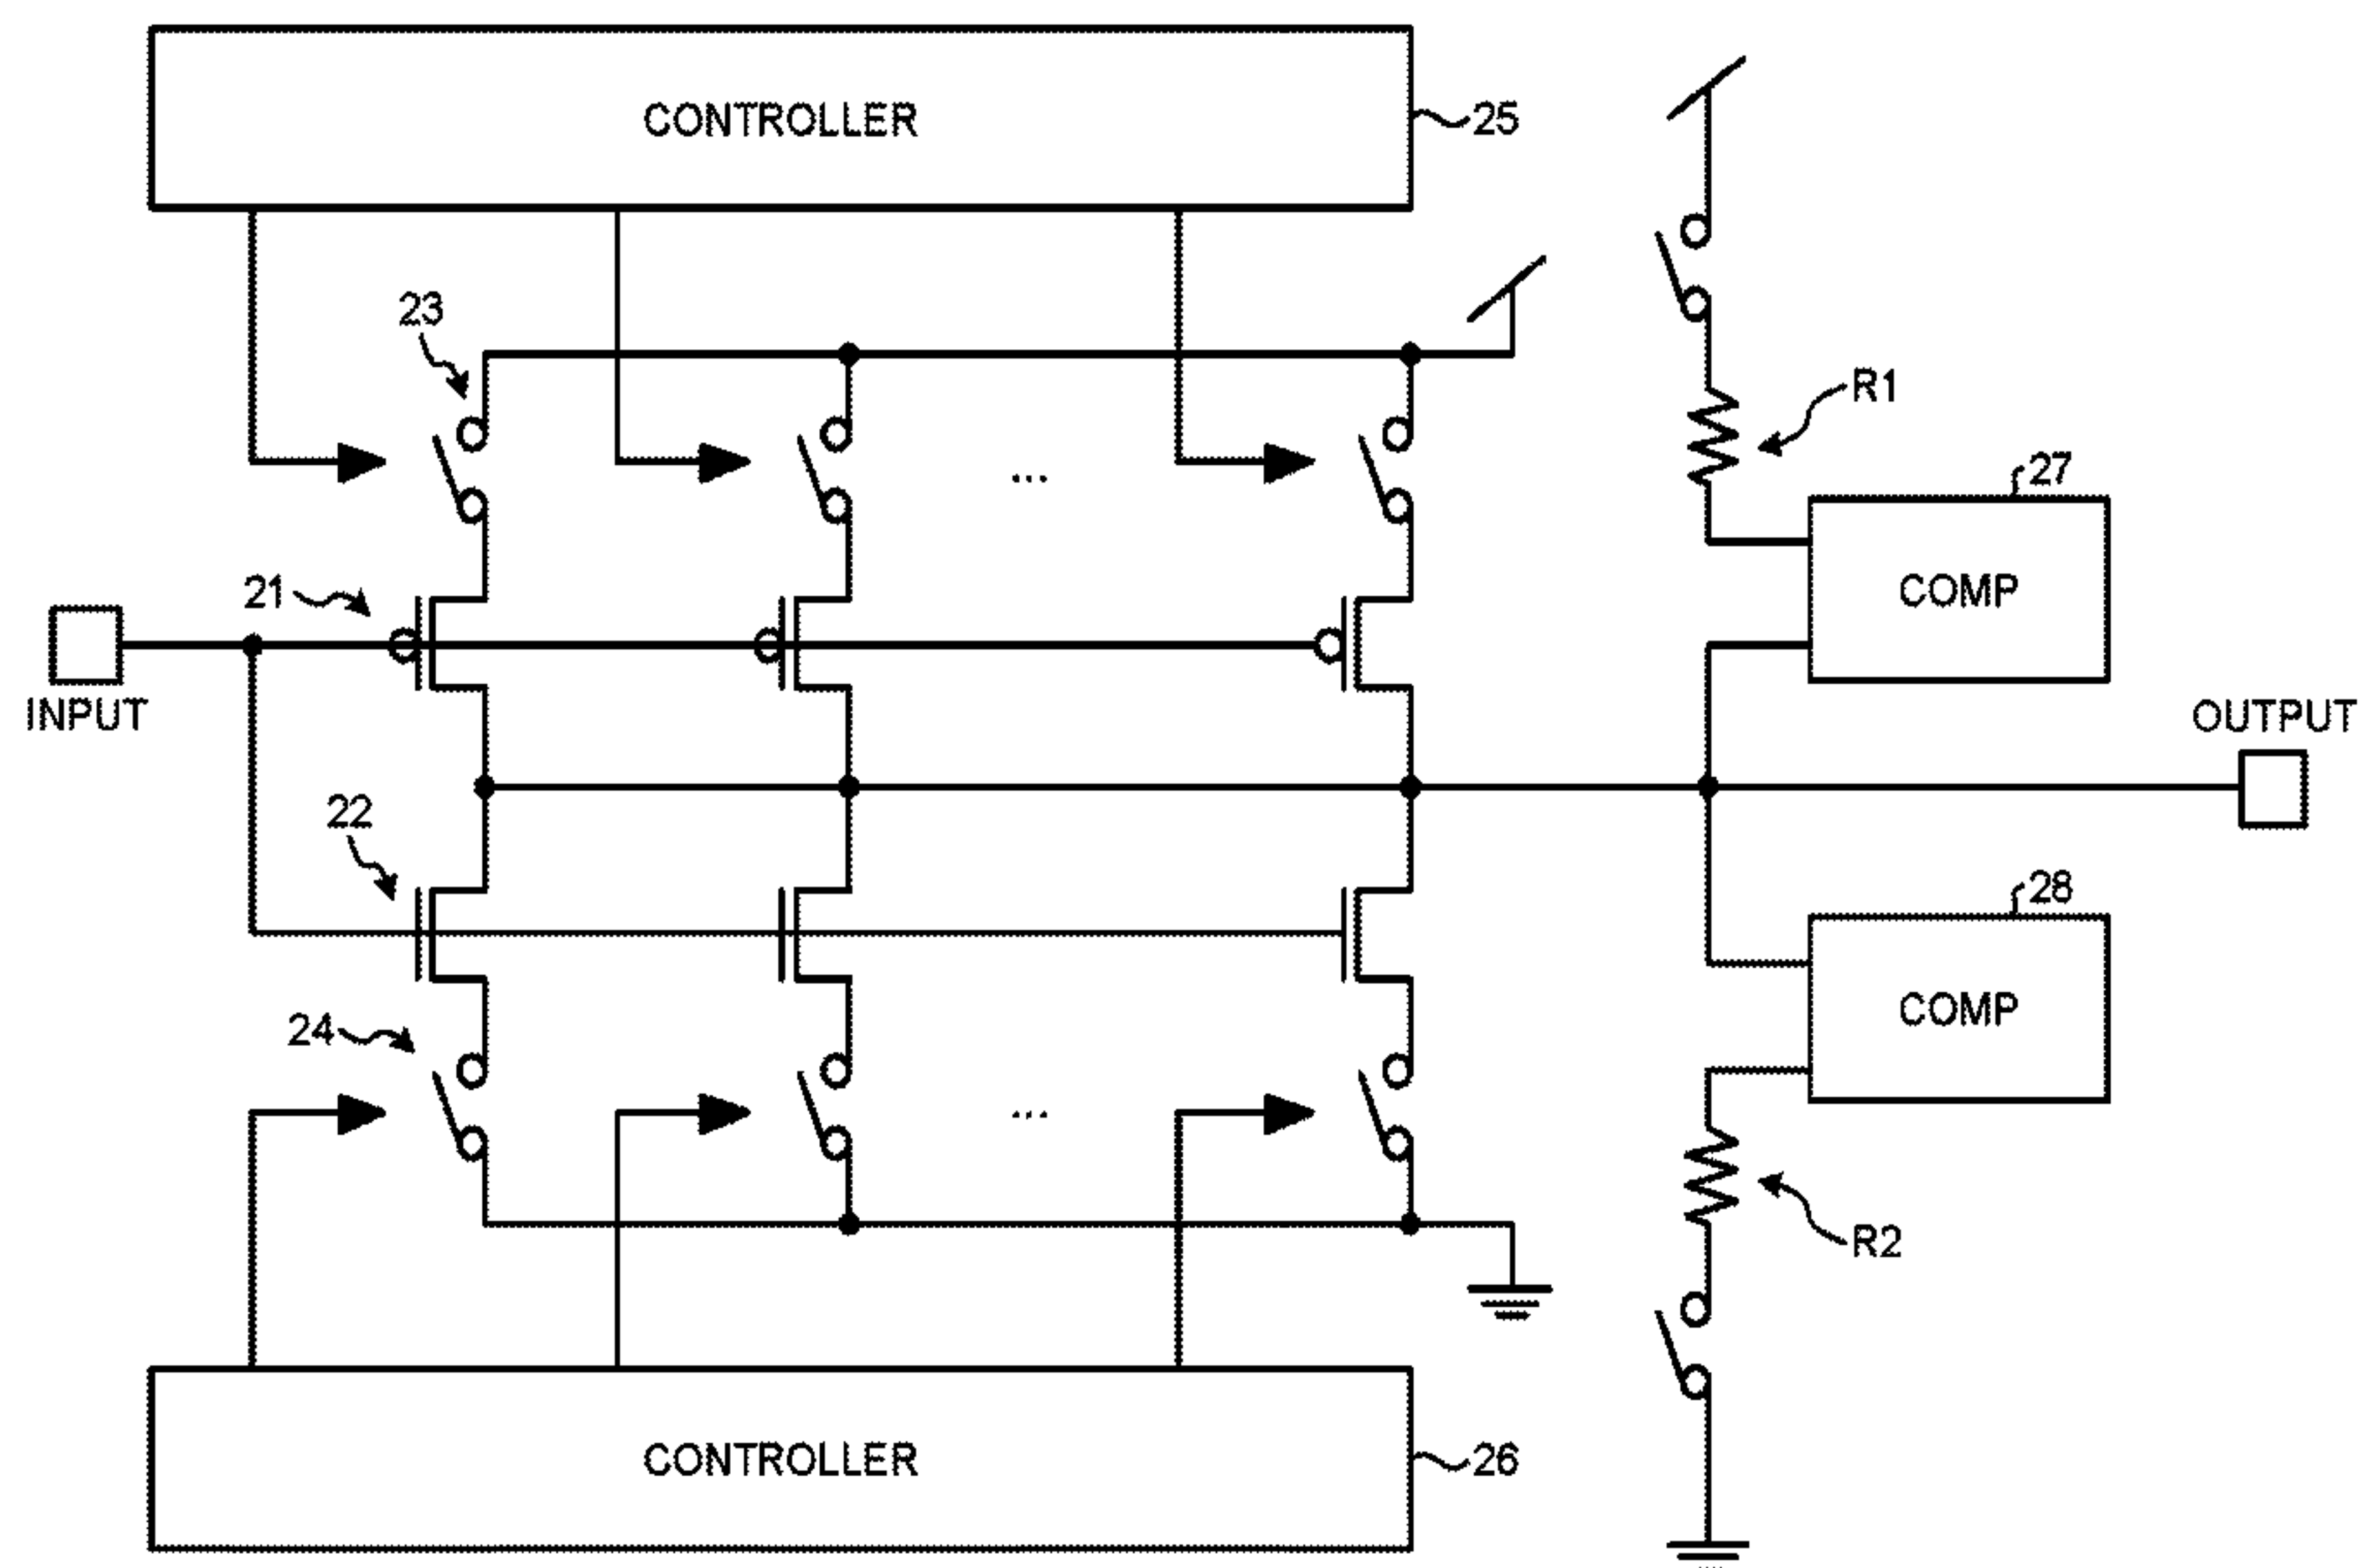 CONTROLLER
25
23
R1
27
COMP
21
INPUT
OUTPUT
22
28
COMP
24
...
...
R2
CONTROLLER
26